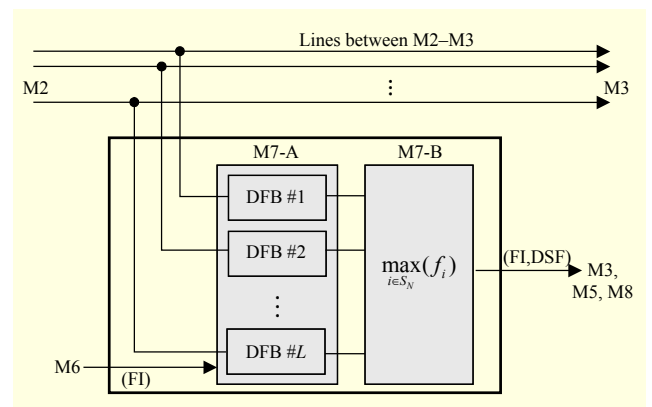 Lines between M2–M3
M2
⋮
M3
M7-A
M7-B
DFB #1
DFB #2
⋮
DFB #L
max(f_i)
i∈S_N
(FI,DSF)
M3,
M5, M8
M6
(FI)